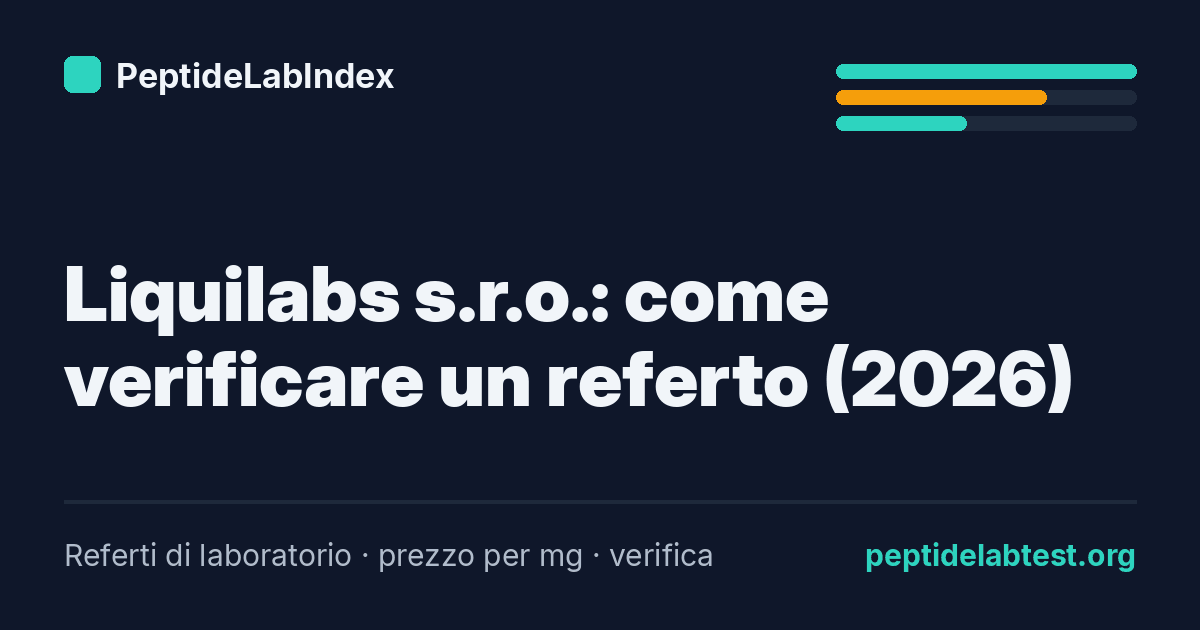 PeptideLabIndex
Liquilabs s.r.o.: come
verificare un referto (2026)
Referti di laboratorio · prezzo per mg · verifica
peptidelabtest.org